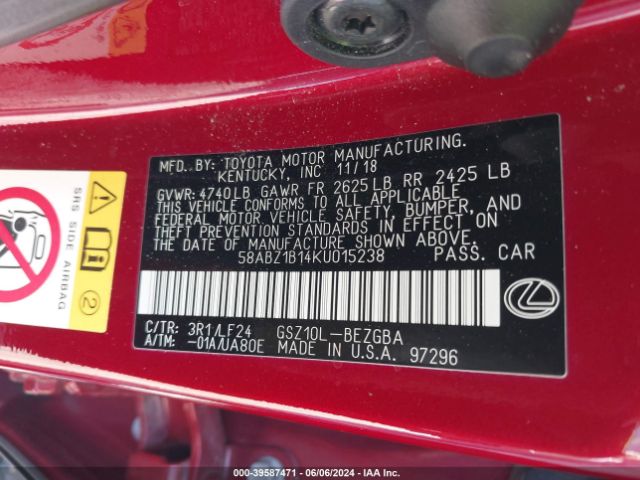 MFD. BY: TOYOTA MOTOR MANUFACTURING.
KENTUCKY, INC 11/18
GVWR: 4740LB GAWR FR 2625LB RR 2425 LB
THIS VEHICLE CONFORMS TO ALL APPLICABLE
FEDERAL MOTOR VEHICLE SAFETY, BUMPER, AND
THEFT PREVENTION STANDARDS IN EFFECT ON
THE DATE OF MANUFACTURE SHOWN ABOVE.
58ABZ1B14KU015238 PASS. CAR
C/TR: 3R1/LF24 GSZ10L-BEZGBA
A/TM: -01A/UA80E MADE IN U.S.A. 97296
SRS SIDE AIRBAG
2
000-39587471 - 06/06/2024 - IAA Inc.